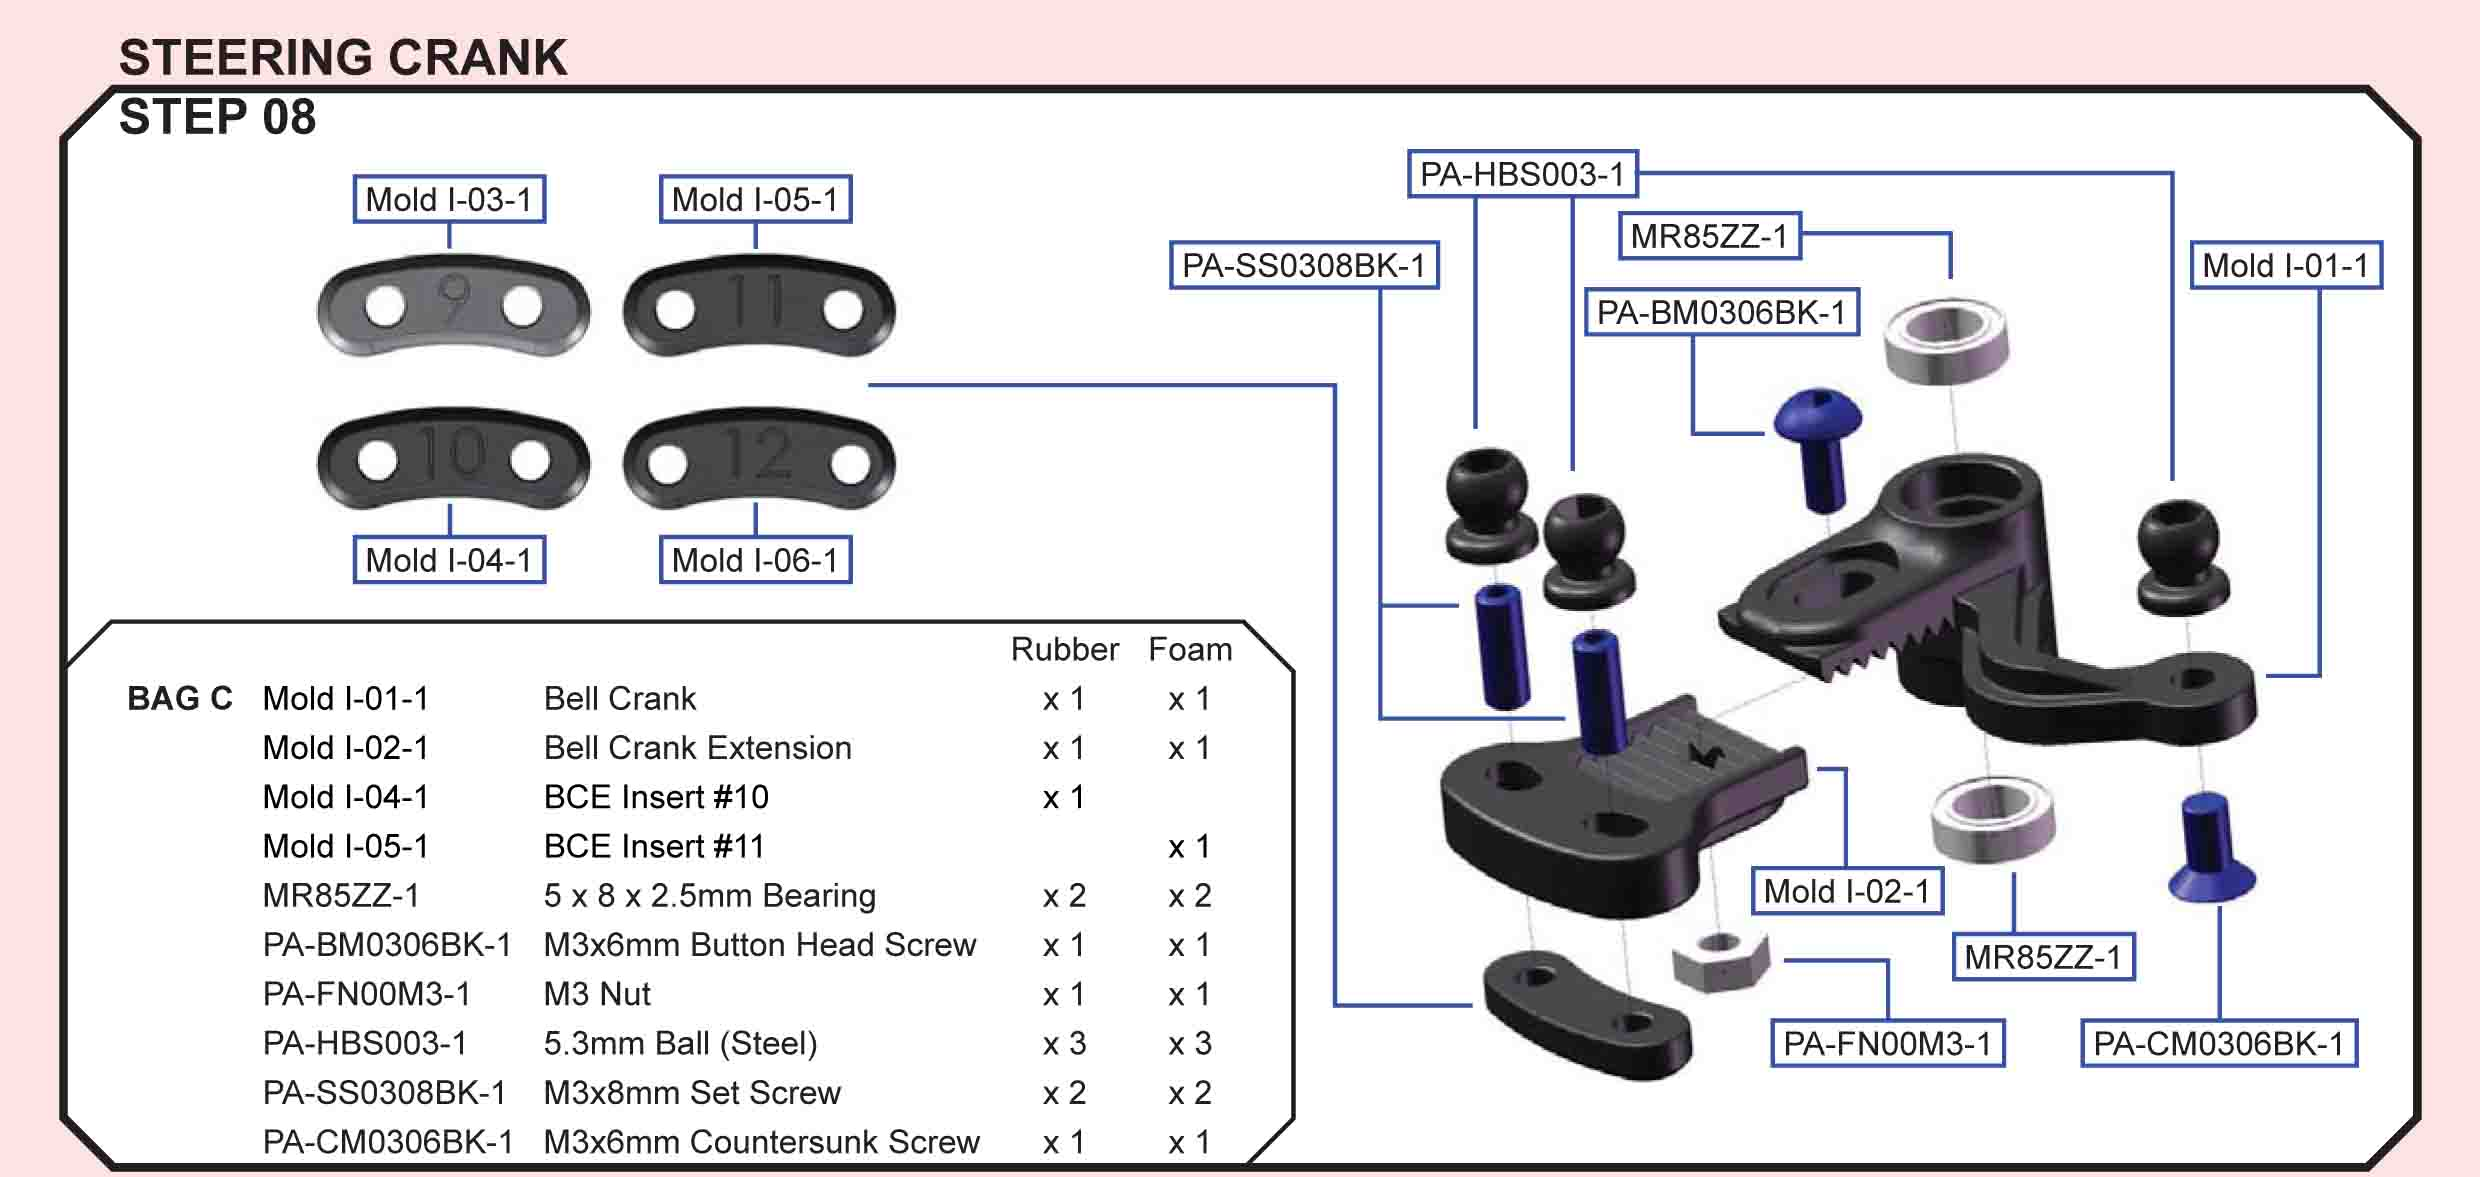 STEERING CRANK
STEP 08
Mold I-03-1
Mold I-05-1
9
11
10
12
Mold I-04-1
Mold I-06-1
PA-HBS003-1
MR85ZZ-1
PA-SS0308BK-1
Mold I-01-1
PA-BM0306BK-1
Mold I-02-1
MR85ZZ-1
PA-FN00M3-1
PA-CM0306BK-1
Rubber Foam
BAG C Mold I-01-1 Bell Crank x 1 x 1
Mold I-02-1 Bell Crank Extension x 1 x 1
Mold I-04-1 BCE Insert #10 x 1
Mold I-05-1 BCE Insert #11 x 1
MR85ZZ-1 5 x 8 x 2.5mm Bearing x 2 x 2
PA-BM0306BK-1 M3x6mm Button Head Screw x 1 x 1
PA-FN00M3-1 M3 Nut x 1 x 1
PA-HBS003-1 5.3mm Ball (Steel) x 3 x 3
PA-SS0308BK-1 M3x8mm Set Screw x 2 x 2
PA-CM0306BK-1 M3x6mm Countersunk Screw x 1 x 1